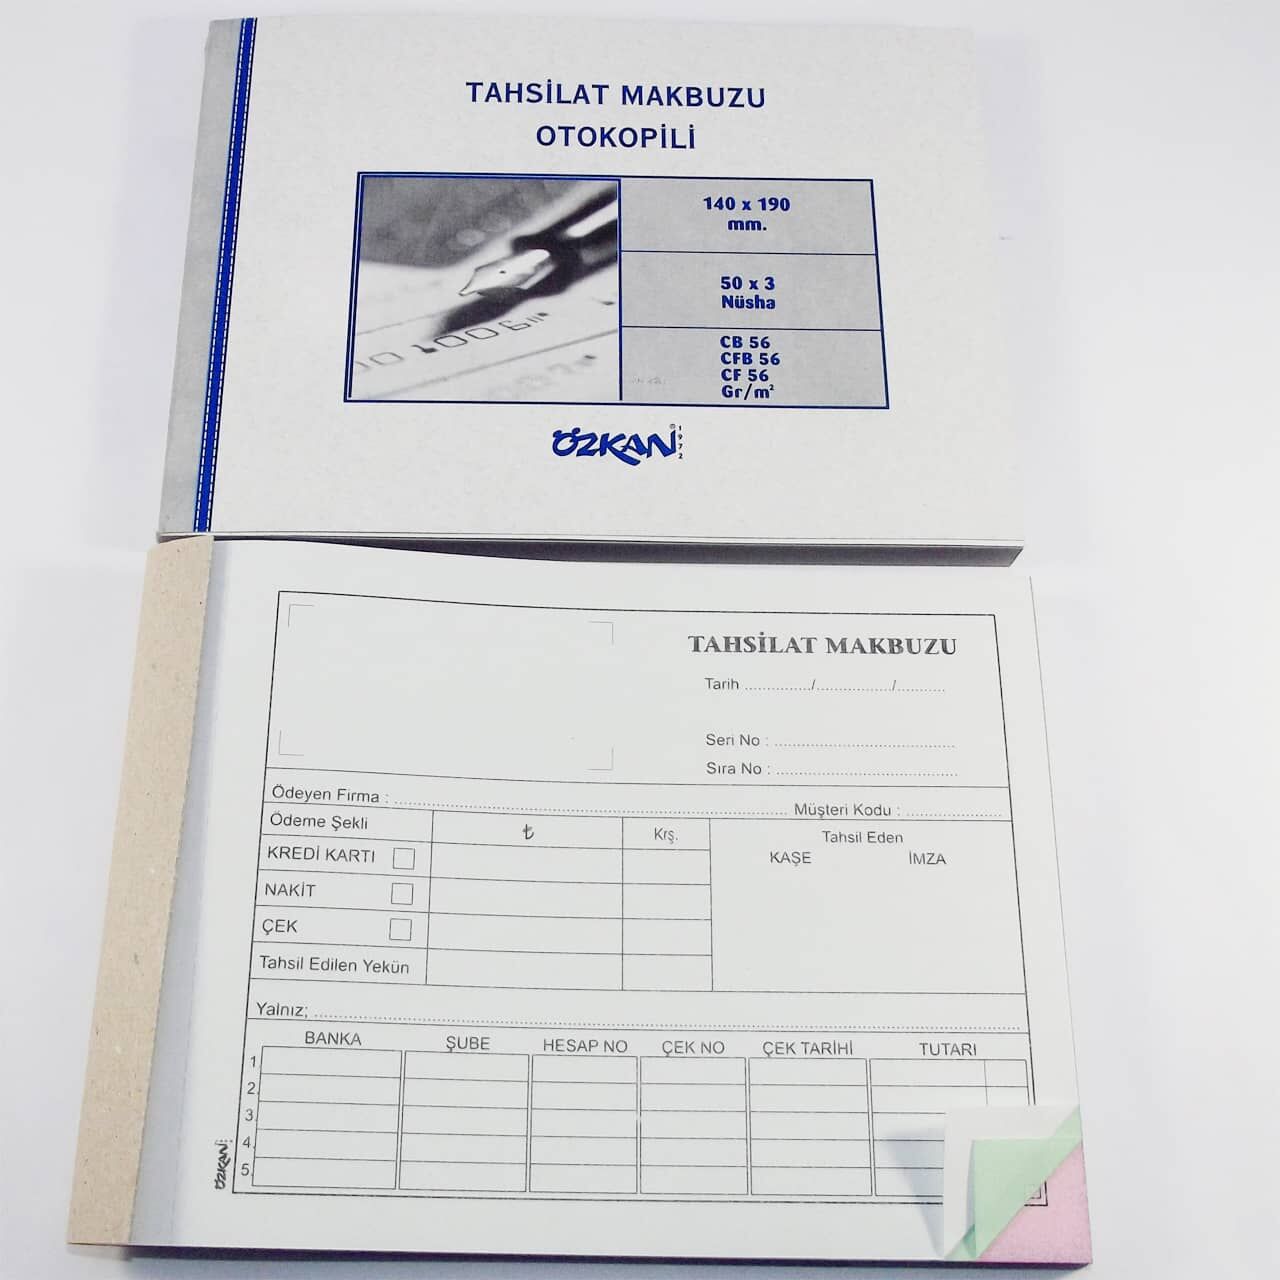 TAHSİLAT MAKBUZU
OTOKOPİLİ
140 x 190
mm.
50 x 3
Nüsha
CB 56
CFB 56
CF 56
Gr/m²
ÖZKAN® 1972
TAHSİLAT MAKBUZU
Tarih ............../................/..........
Seri No : ......................................
Sıra No : ......................................
Ödeyen Firma : .................................................................................... Müşteri Kodu : ....................
Ödeme Şekli ₺ Krş. Tahsil Eden
KAŞE İMZA
KREDİ KARTI
NAKİT
ÇEK
Tahsil Edilen Yekün
Yalnız; ....................................................................................................
BANKA ŞUBE HESAP NO ÇEK NO ÇEK TARİHİ TUTARI
1
2.
3.
4.
5.
ÖZKAN